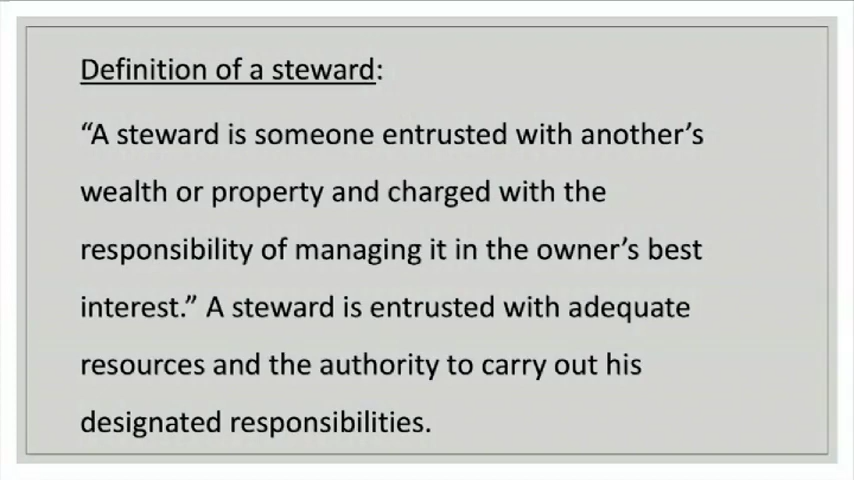 Definition of a steward:
“A steward is someone entrusted with another’s
wealth or property and charged with the
responsibility of managing it in the owner’s best
interest.” A steward is entrusted with adequate
resources and the authority to carry out his
designated responsibilities.